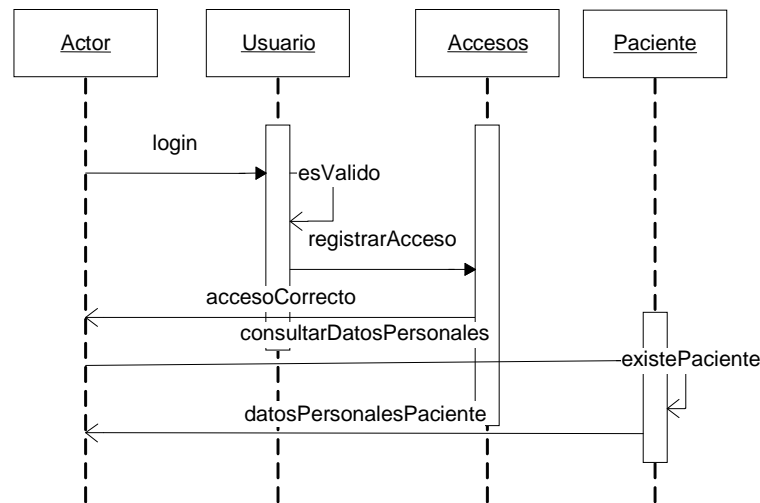 Actor
Usuario
Accesos
Paciente
login
esValido
registrarAcceso
accesoCorrecto
consultarDatosPersonales
existePaciente
datosPersonalesPaciente